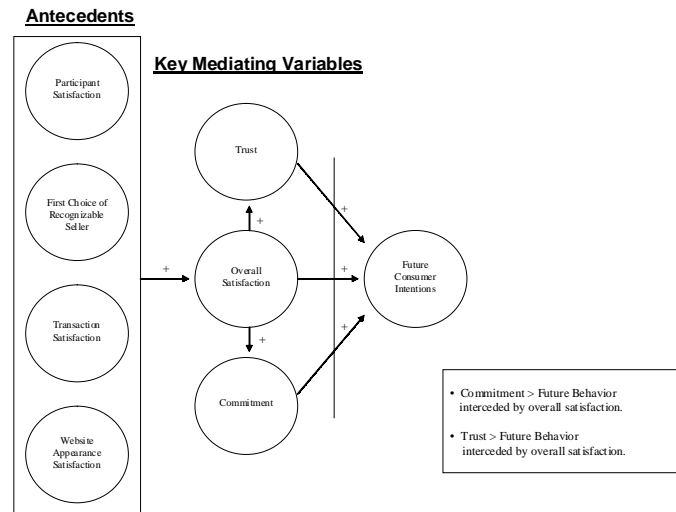 Antecedents
Key Mediating Variables
Participant
Satisfaction
First Choice of
Recognizable
Seller
Transaction
Satisfaction
Website
Appearance
Satisfaction
+
Trust
+
Overall
Satisfaction
+
Commitment
+
+
+
Future
Consumer
Intentions
• Commitment > Future Behavior
interceded by overall satisfaction.
• Trust > Future Behavior
interceded by overall satisfaction.